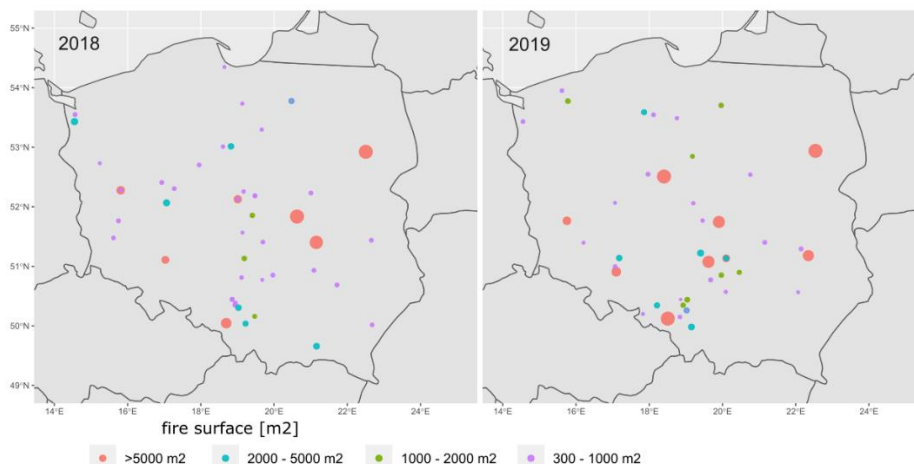 2018
2019
55°N
54°N
53°N
52°N
51°N
50°N
49°N
14°E 16°E 18°E 20°E 22°E 24°E
14°E 16°E 18°E 20°E 22°E 24°E
fire surface [m2]
>5000 m2 2000 - 5000 m2 1000 - 2000 m2 300 - 1000 m2